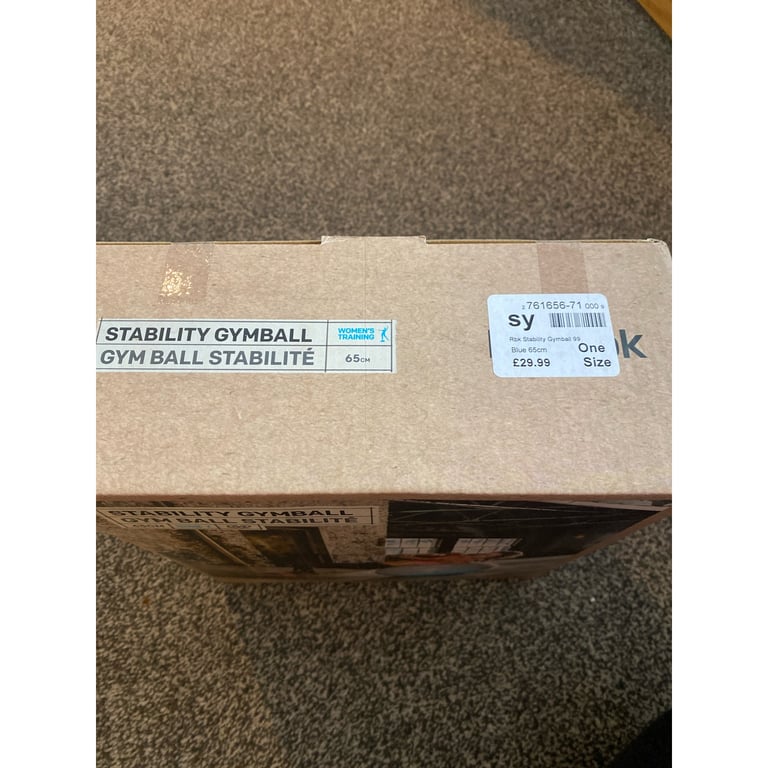 STABILITY GYMBALL
GYM BALL STABILITÉ
WOMEN'S
TRAINING
65CM
761656-71 000
sy
Rbk Stability Gymball 99
Blue 65cm
£29.99
One
Size
k
STABILITY GYMBALL
GYM BALL STABILITÉ